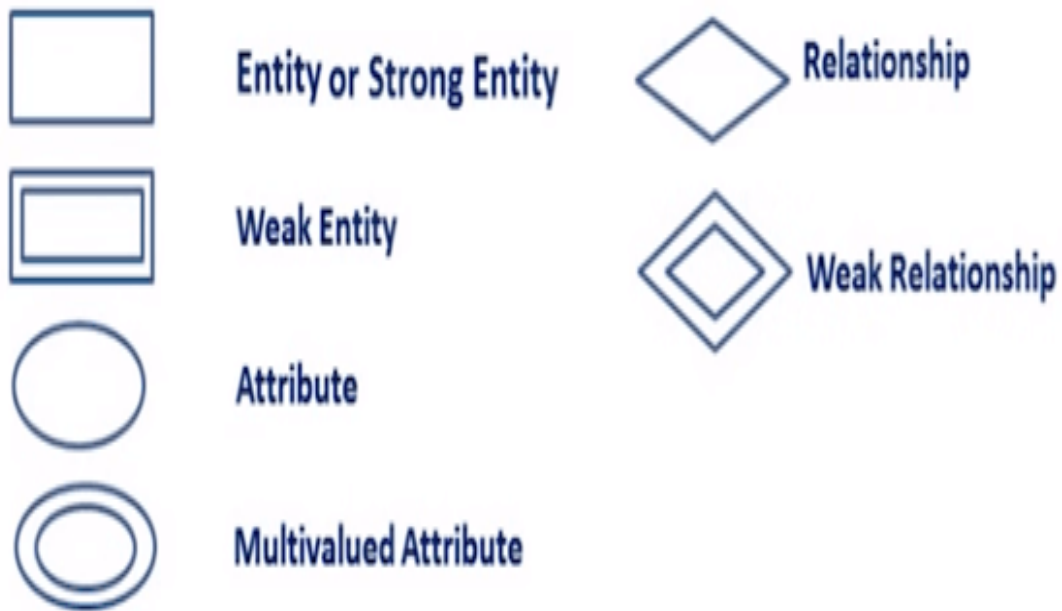 Entity or Strong Entity
Weak Entity
Attribute
Multivalued Attribute
Relationship
Weak Relationship